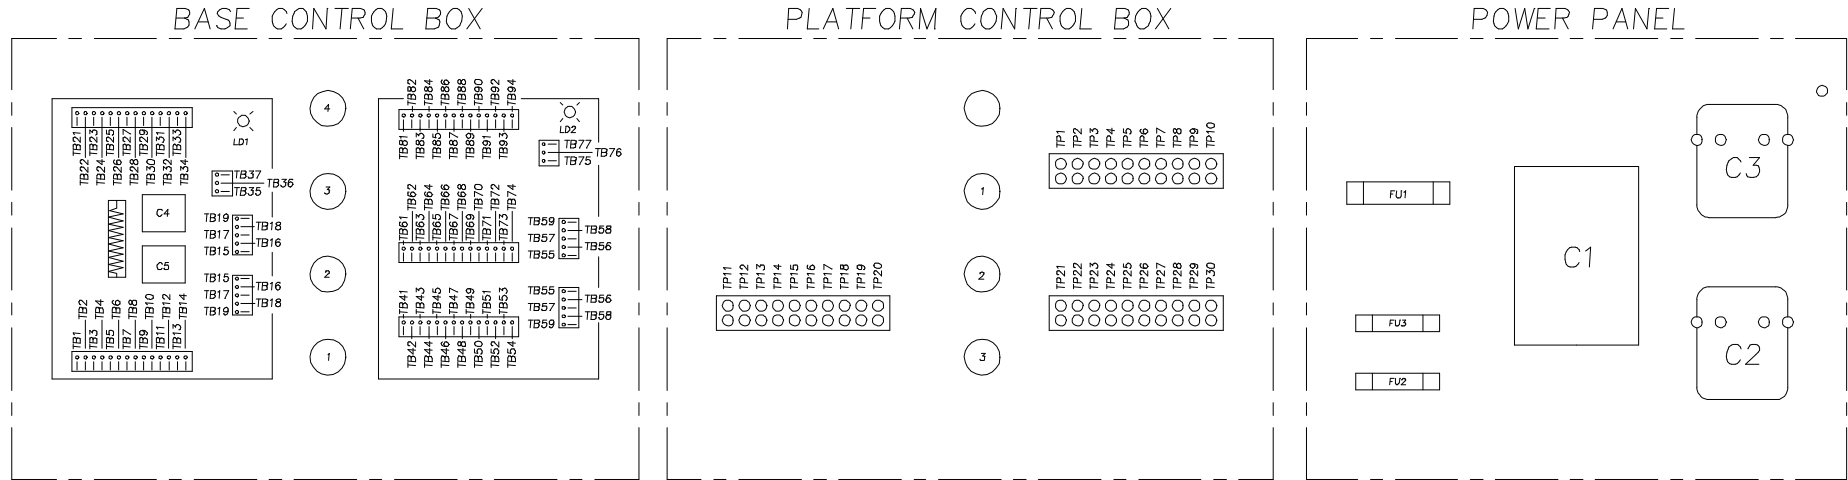 BASE CONTROL BOX
TB21 TB23 TB25 TB27 TB29 TB31 TB33
TB22 TB24 TB26 TB28 TB30 TB32 TB34
LD1
TB37
TB36
TB35
C4
C5
TB19
TB18
TB17
TB16
TB15
TB15
TB16
TB17
TB18
TB19
TB2 TB4 TB6 TB8 TB10 TB12 TB14
TB1 TB3 TB5 TB7 TB9 TB11 TB13
4
3
2
1
TB82 TB84 TB86 TB88 TB90 TB92 TB94
TB81 TB83 TB85 TB87 TB89 TB91 TB93
LD2
TB77
TB76
TB75
TB62 TB64 TB66 TB68 TB70 TB72 TB74
TB61 TB63 TB65 TB67 TB69 TB71 TB73
TB59
TB58
TB57
TB56
TB55
TB55
TB56
TB57
TB58
TB59
TB41 TB43 TB45 TB47 TB49 TB51 TB53
TB42 TB44 TB46 TB48 TB50 TB52 TB54
PLATFORM CONTROL BOX
TP1 TP2 TP3 TP4 TP5 TP6 TP7 TP8 TP9 TP10
1
2
3
TP11 TP12 TP13 TP14 TP15 TP16 TP17 TP18 TP19 TP20
TP21 TP22 TP23 TP24 TP25 TP26 TP27 TP28 TP29 TP30
POWER PANEL
FU1
FU3
FU2
C1
C3
C2